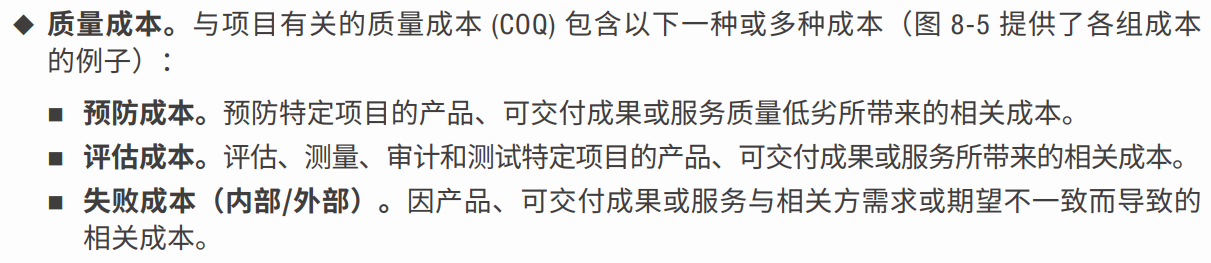 ◆ 质量成本。与项目有关的质量成本 (COQ) 包含以下一种或多种成本（图 8-5 提供了各组成本
的例子）：
■ 预防成本。预防特定项目的产品、可交付成果或服务质量低劣所带来的相关成本。
■ 评估成本。评估、测量、审计和测试特定项目的产品、可交付成果或服务所带来的相关成本。
■ 失败成本（内部/外部）。因产品、可交付成果或服务与相关方需求或期望不一致而导致的
相关成本。